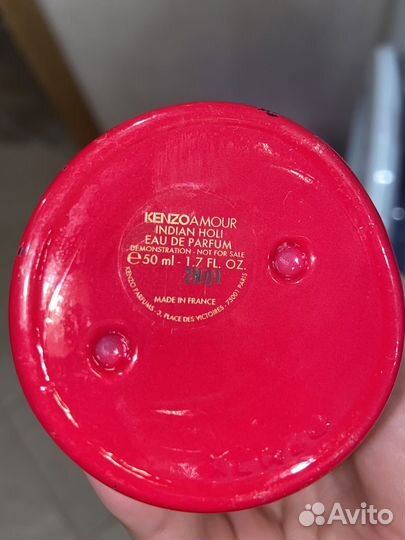 KENZOAMOUR
INDIAN HOLI
EAU DE PARFUM
DEMONSTRATION - NOT FOR SALE
℮50 ml - 1.7 FL. OZ.
MADE IN FRANCE
KENZO PARFUMS - 3, PLACE DES VICTOIRES - 75001 PARIS
Avito